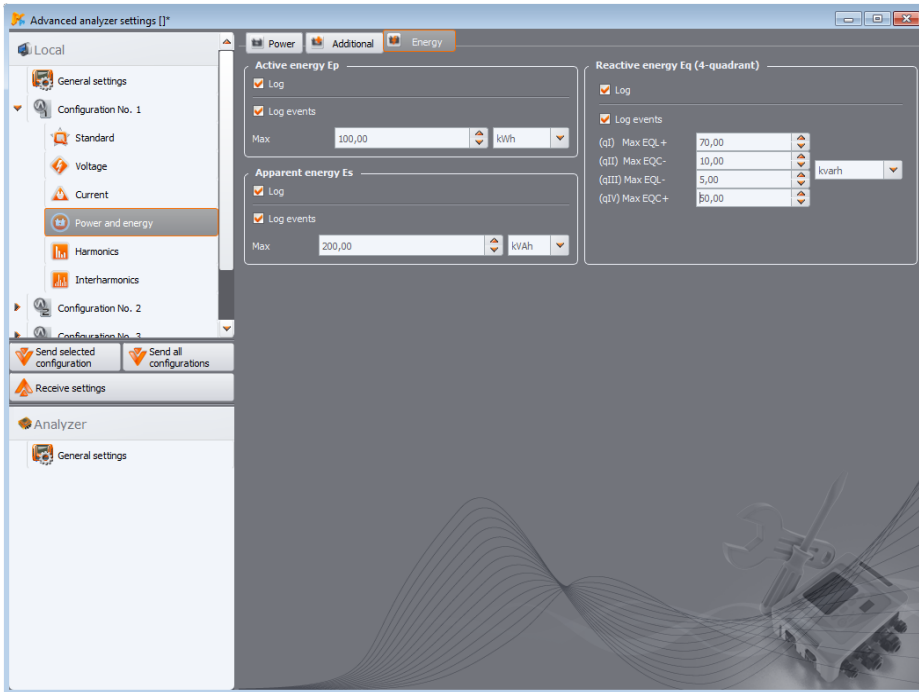 Advanced analyzer settings []*
Local
General settings
Configuration No. 1
Standard
Voltage
Current
Power and energy
Harmonics
Interharmonics
Configuration No. 2
Configuration No. 3
Send selected
configuration
Send all
configurations
Receive settings
Analyzer
General settings
Power
Additional
Energy
Active energy Ep
Log
Log events
Max 100,00 kWh
Apparent energy Es
Log
Log events
Max 200,00 kVAh
Reactive energy Eq (4-quadrant)
Log
Log events
(qI) Max EQL+ 70,00
(qII) Max EQC- 10,00
kvarh
(qIII) Max EQL- 5,00
(qIV) Max EQC+ 50,00